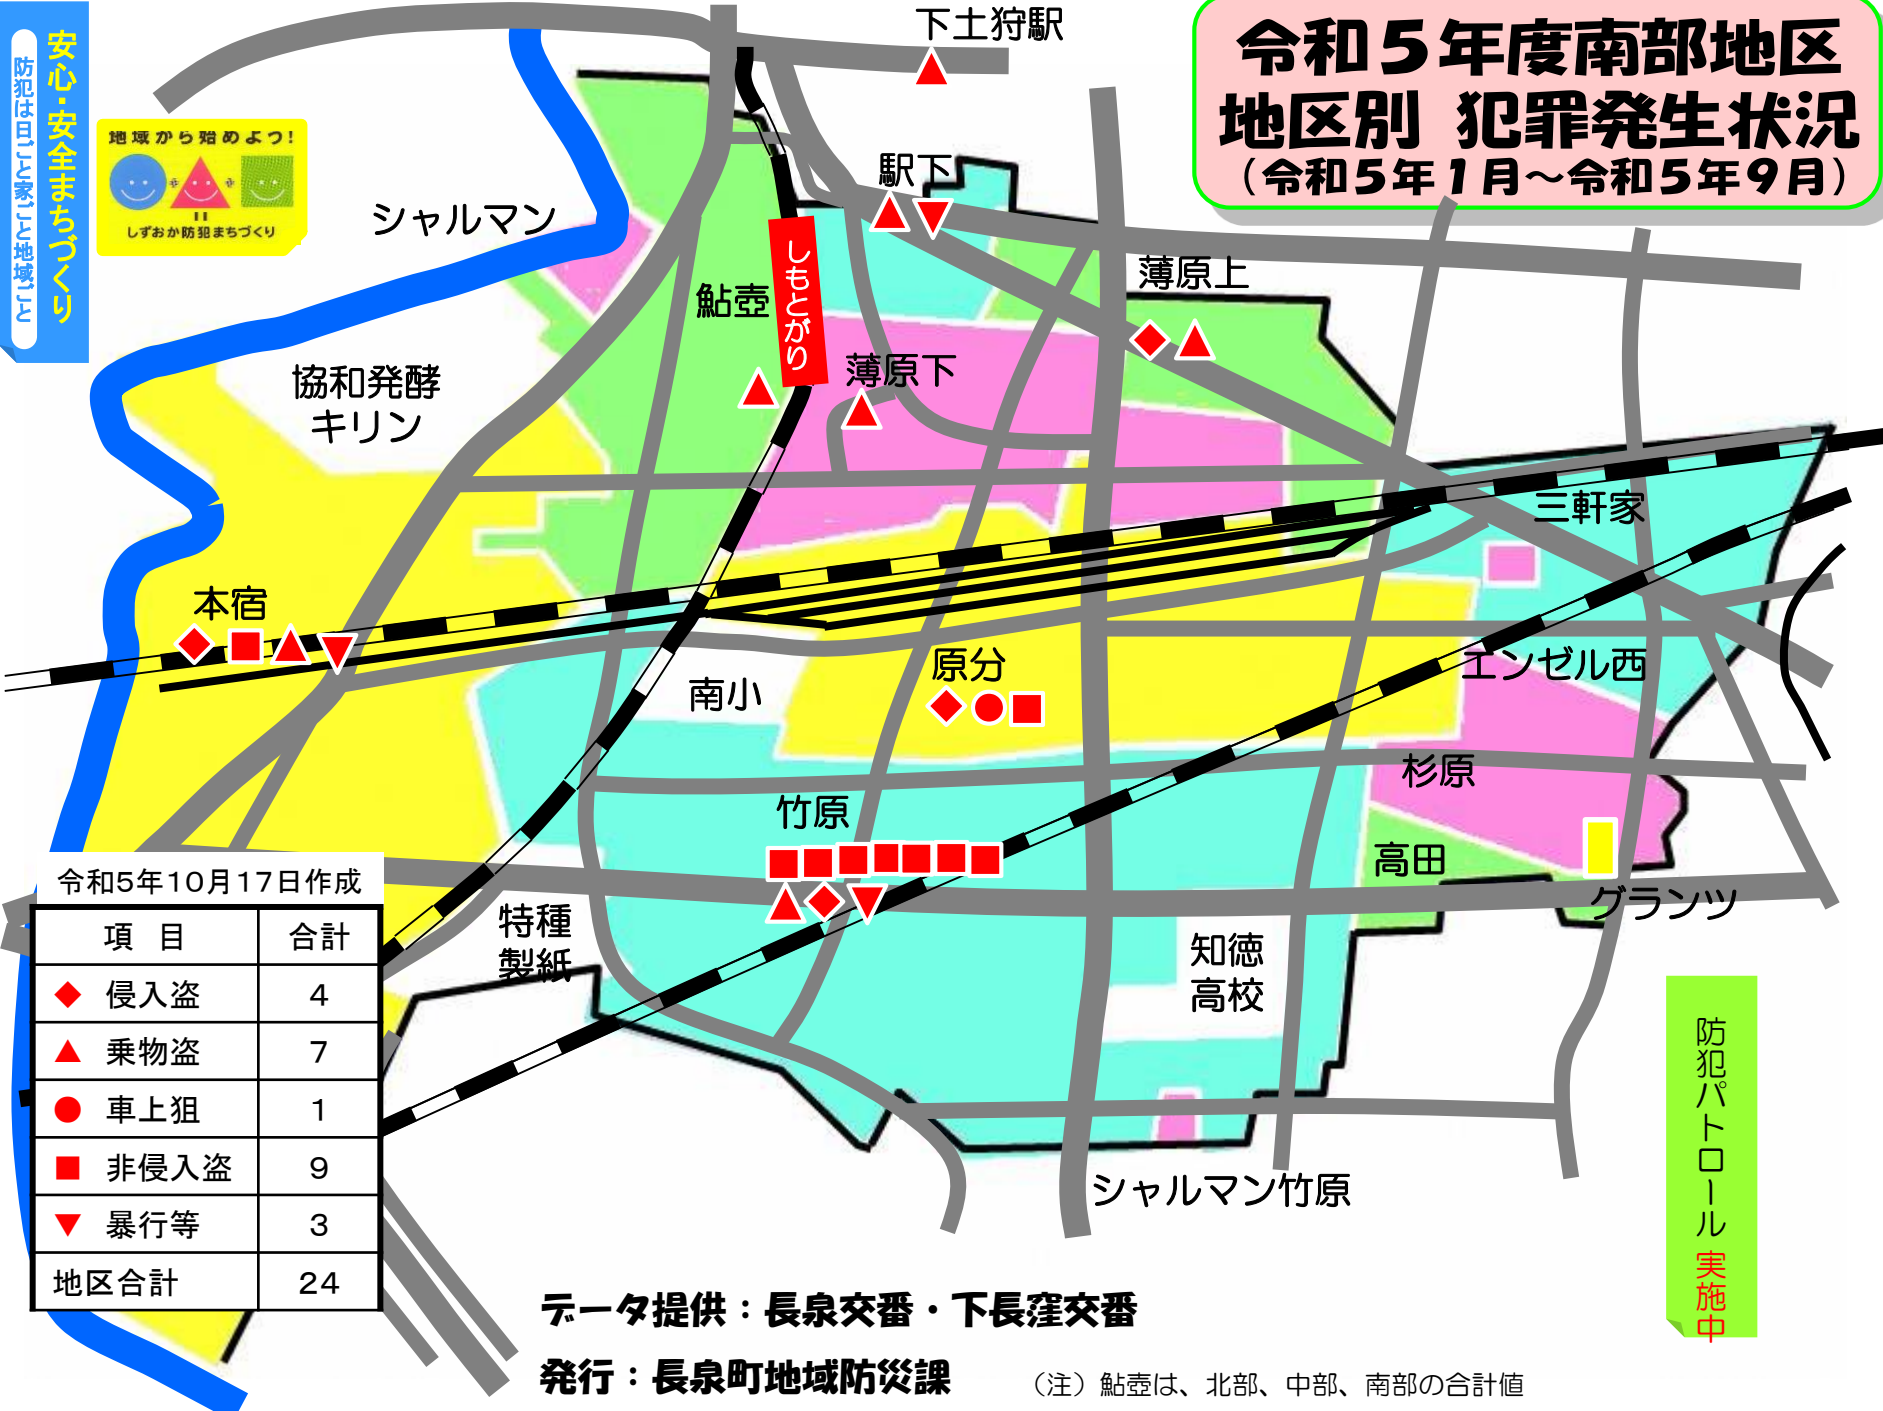 令和５年度南部地区
地区別 犯罪発生状況
（令和５年１月～令和５年９月）
安心・安全まちづくり
防犯は日ごと家ごと地域ごと
地域から始めよう!
しずおか防犯まちづくり
下土狩駅
駅下
シャルマン
鮎壺
しもとがり
薄原上
薄原下
協和発酵
キリン
三軒家
本宿
南小
原分
エンゼル西
杉原
竹原
高田
グランツ
特種
製紙
知徳
高校
シャルマン竹原
令和5年10月17日作成
項 目 合計
◆ 侵入盗 4
▲ 乗物盗 7
● 車上狙 1
■ 非侵入盗 9
▼ 暴行等 3
地区合計 24
防犯パトロール 実施中
データ提供：長泉交番・下長窪交番
発行：長泉町地域防災課
（注）鮎壺は、北部、中部、南部の合計値